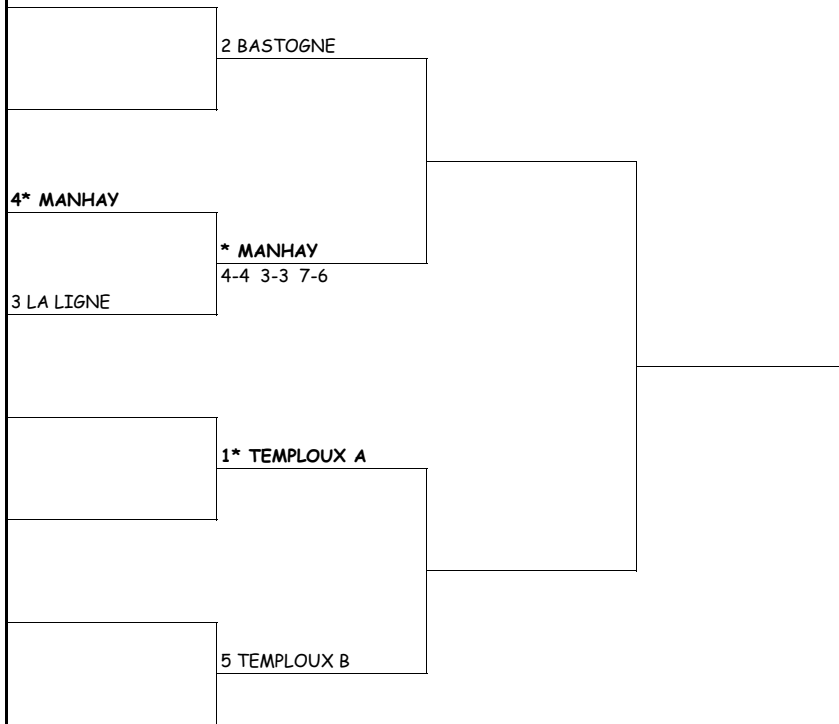 2 BASTOGNE
4* MANHAY
* MANHAY
4-4 3-3 7-6
3 LA LIGNE
1* TEMPLOUX A
5 TEMPLOUX B